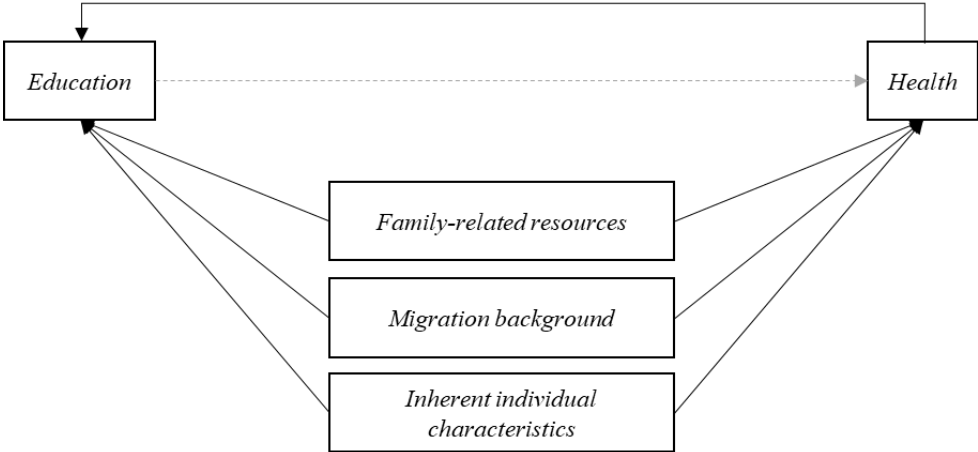 Education
Health
Family-related resources
Migration background
Inherent individual
characteristics